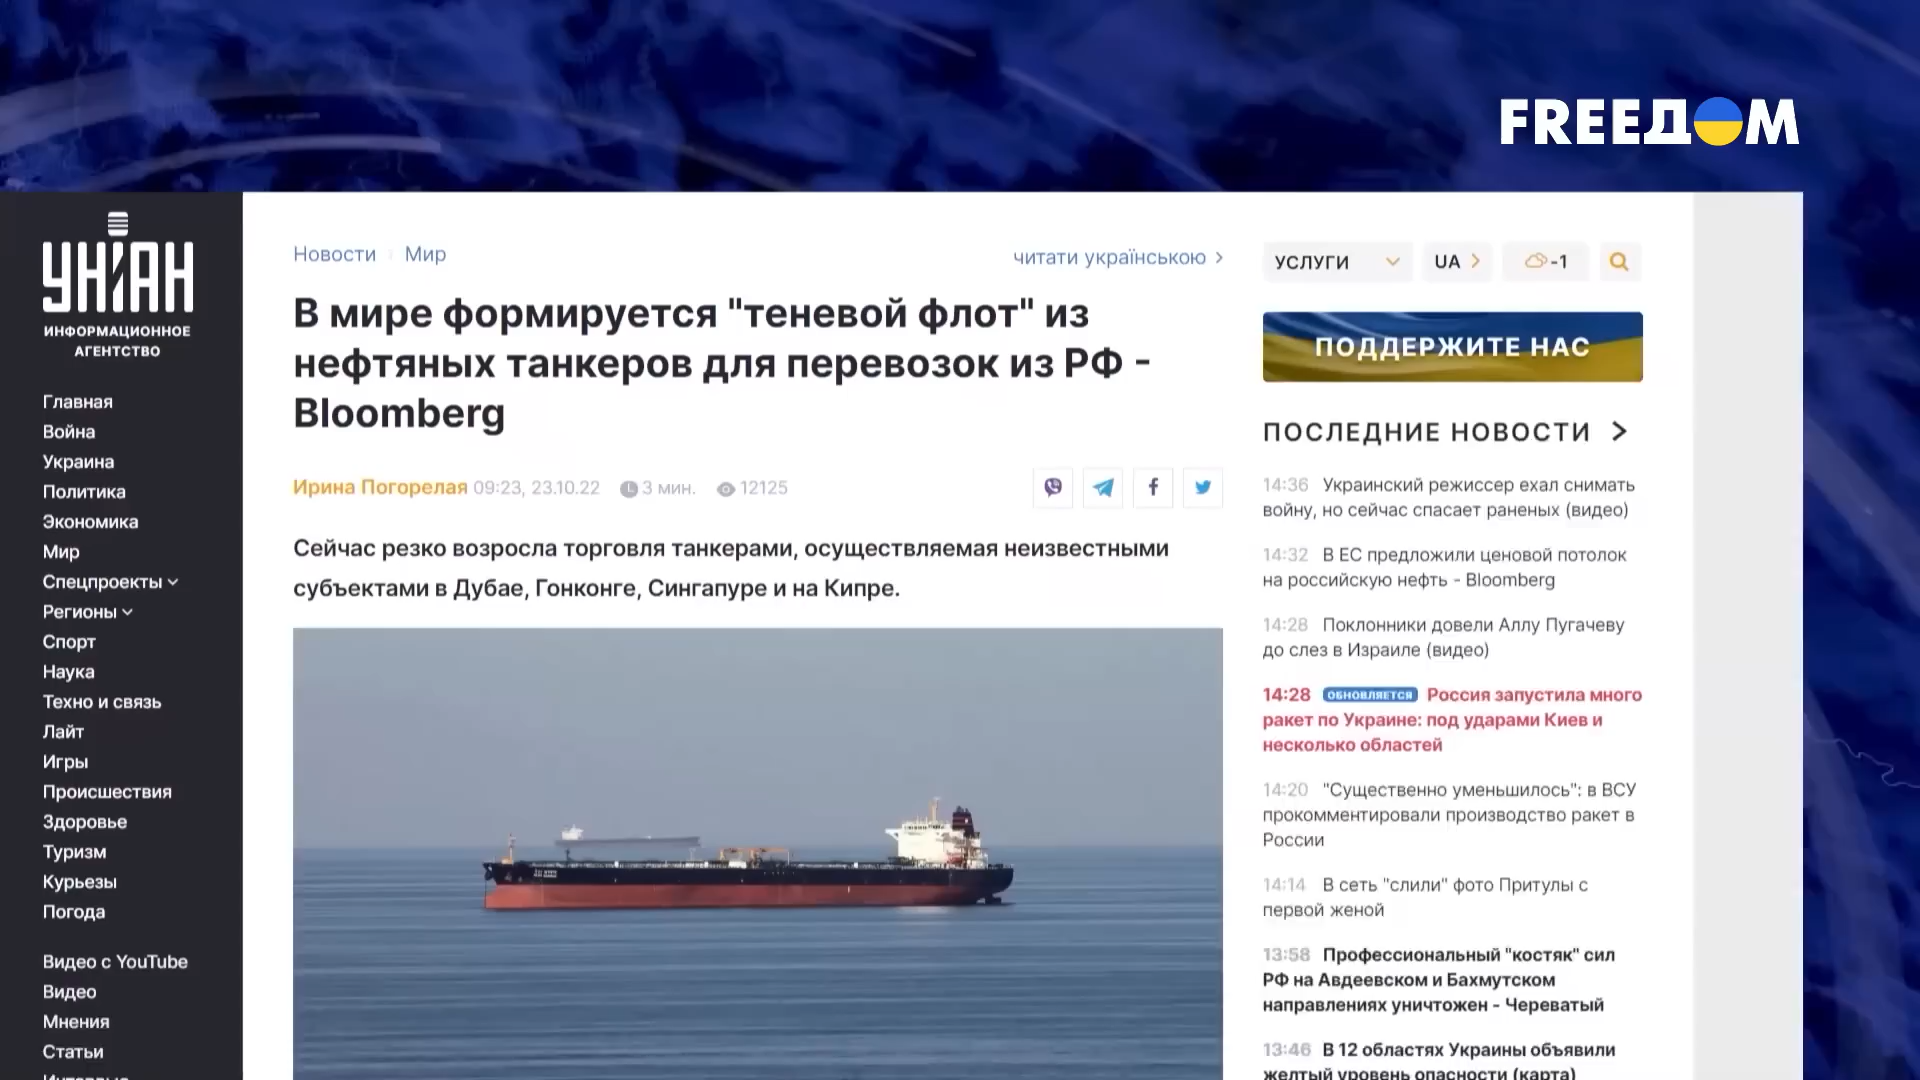 FREEДOM
УНІАН
ИНФОРМАЦИОННОЕ
АГЕНТСТВО
Главная
Война
Украина
Политика
Экономика
Мир
Спецпроекты
Регионы
Спорт
Наука
Техно и связь
Лайт
Игры
Происшествия
Здоровье
Туризм
Курьезы
Погода
Видео с YouTube
Видео
Мнения
Статьи
Новости Мир
читати українською
В мире формируется "теневой флот" из
нефтяных танкеров для перевозок из РФ -
Bloomberg
Ирина Погорелая 09:23, 23.10.22 3 мин. 12125
Сейчас резко возросла торговля танкерами, осуществляемая неизвестными
субъектами в Дубае, Гонконге, Сингапуре и на Кипре.
УСЛУГИ UA -1
ПОДДЕРЖИТЕ НАС
ПОСЛЕДНИЕ НОВОСТИ
14:36 Украинский режиссер ехал снимать
войну, но сейчас спасает раненых (видео)
14:32 В ЕС предложили ценовой потолок
на российскую нефть - Bloomberg
14:28 Поклонники довели Аллу Пугачеву
до слез в Израиле (видео)
14:28 ОБНОВЛЯЕТСЯ Россия запустила много
ракет по Украине: под ударами Киев и
несколько областей
14:20 "Существенно уменьшилось": в ВСУ
прокомментировали производство ракет в
России
14:14 В сеть "слили" фото Притулы с
первой женой
13:58 Профессиональный "костяк" сил
РФ на Авдеевском и Бахмутском
направлениях уничтожен - Череватый
13:46 В 12 областях Украины объявили
желтый уровень опасности (карта)